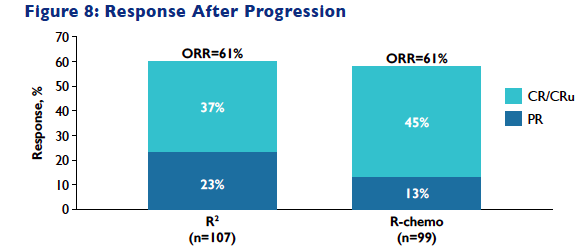 Figure 8: Response After Progression
Response, %
70
60
50
40
30
20
10
0
ORR=61%
37%
23%
ORR=61%
45%
13%
CR/CRu
PR
R²
(n=107)
R-chemo
(n=99)